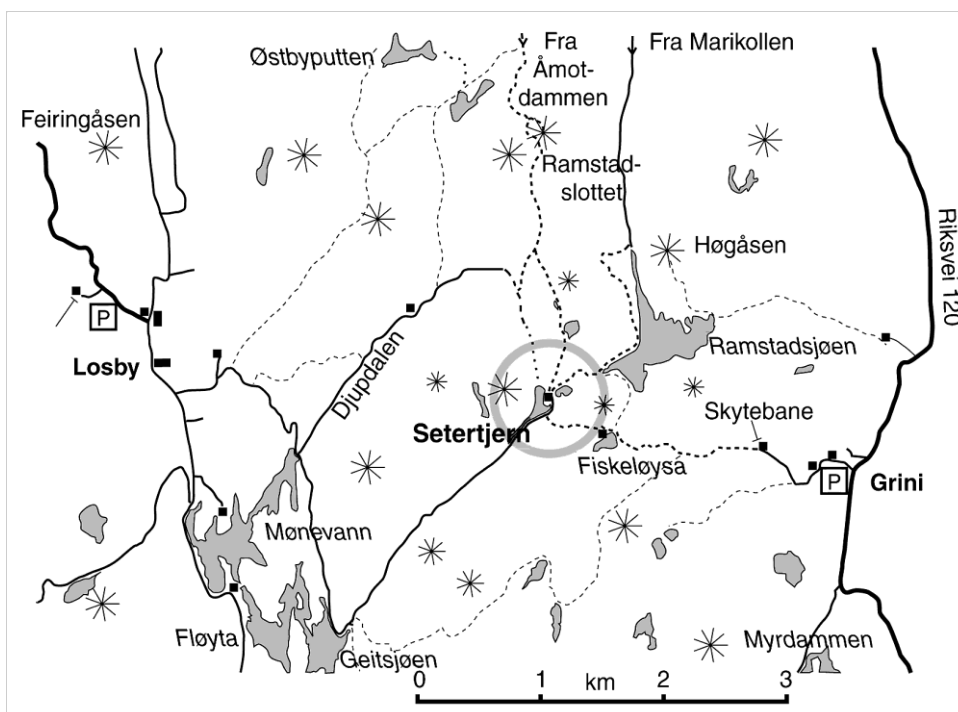 Østbyputten
Fra
Åmot-
dammen
Fra Marikollen
Feiringåsen
Ramstad-
slottet
Høgåsen
Riksvei 120
P
Losby
Djupdalen
Ramstadsjøen
Skytebane
Setertjern
Fiskeløysa
P
Grini
Mønevann
Fløyta
Geitsjøen
Myrdammen
0
1
km
2
3